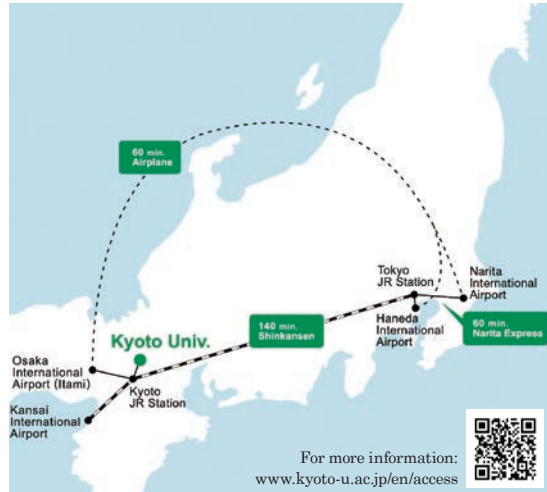 60 min.
Airplane
Tokyo
JR Station
Narita
International
Airport
Haneda
International
Airport
60 min.
Narita Express
140 min.
Shinkansen
Kyoto Univ.
Osaka
International
Airport (Itami)
Kyoto
JR Station
Kansai
International
Airport
For more information:
www.kyoto-u.ac.jp/en/access